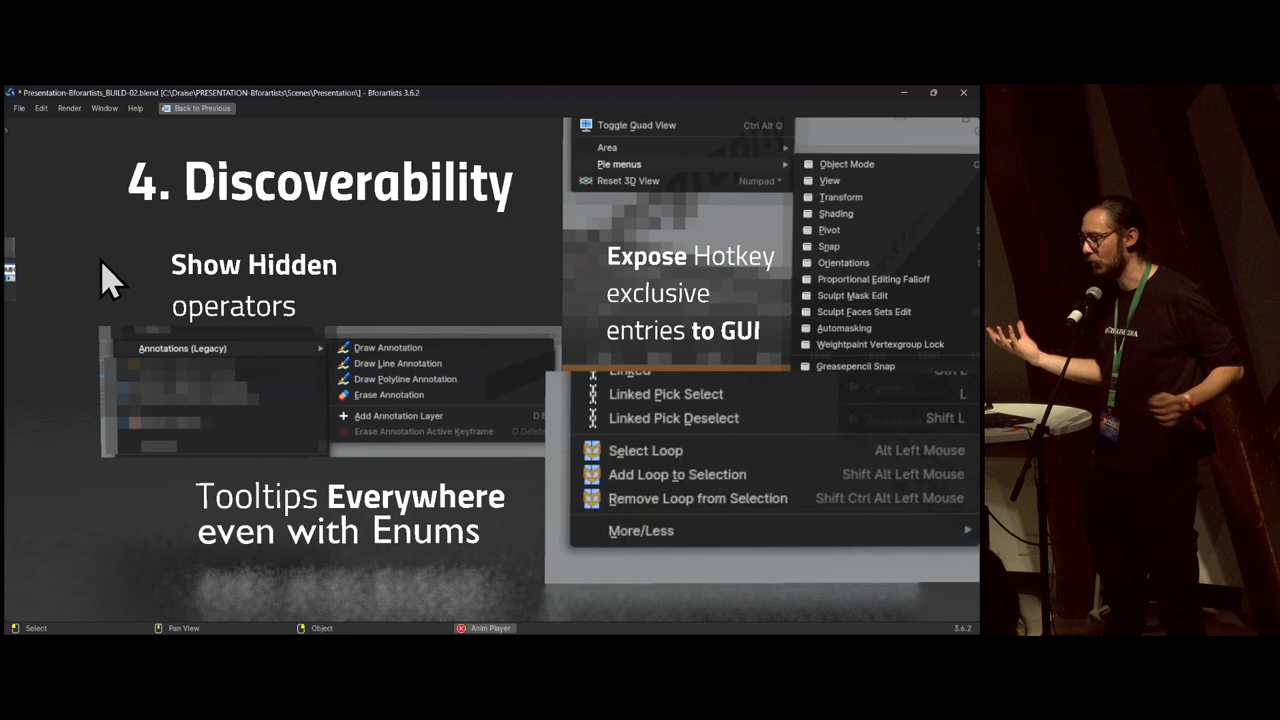 * Presentation-Bforartists_BUILD-02.blend [C:\Draise\PRESENTATION-Bforartists\Scenes\Presentation\] - Bforartists 3.6.2
File Edit Render Window Help Back to Previous
4. Discoverability
Show Hidden
operators
Annotations (Legacy)
Draw Annotation
Draw Line Annotation
Draw Polyline Annotation
Erase Annotation
Add Annotation Layer D
Erase Annotation Active Keyframe D
Tooltips Everywhere
even with Enums
Toggle Quad View Ctrl Alt Q
Area
Pie menus
Reset 3D View Numpad *
Object Mode
View
Transform
Shading
Pivot
Snap
Orientations
Proportional Editing Falloff
Sculpt Mask Edit
Sculpt Faces Sets Edit
Automasking
Weightpaint Vertexgroup Lock
Greasepencil Snap
Expose Hotkey
exclusive
entries to GUI
Linked Ctrl L
Linked Pick Select L
Linked Pick Deselect Shift L
Select Loop Alt Left Mouse
Add Loop to Selection Shift Alt Left Mouse
Remove Loop from Selection Shift Ctrl Alt Left Mouse
More/Less
Select Pan View Object Anim Player 3.6.2